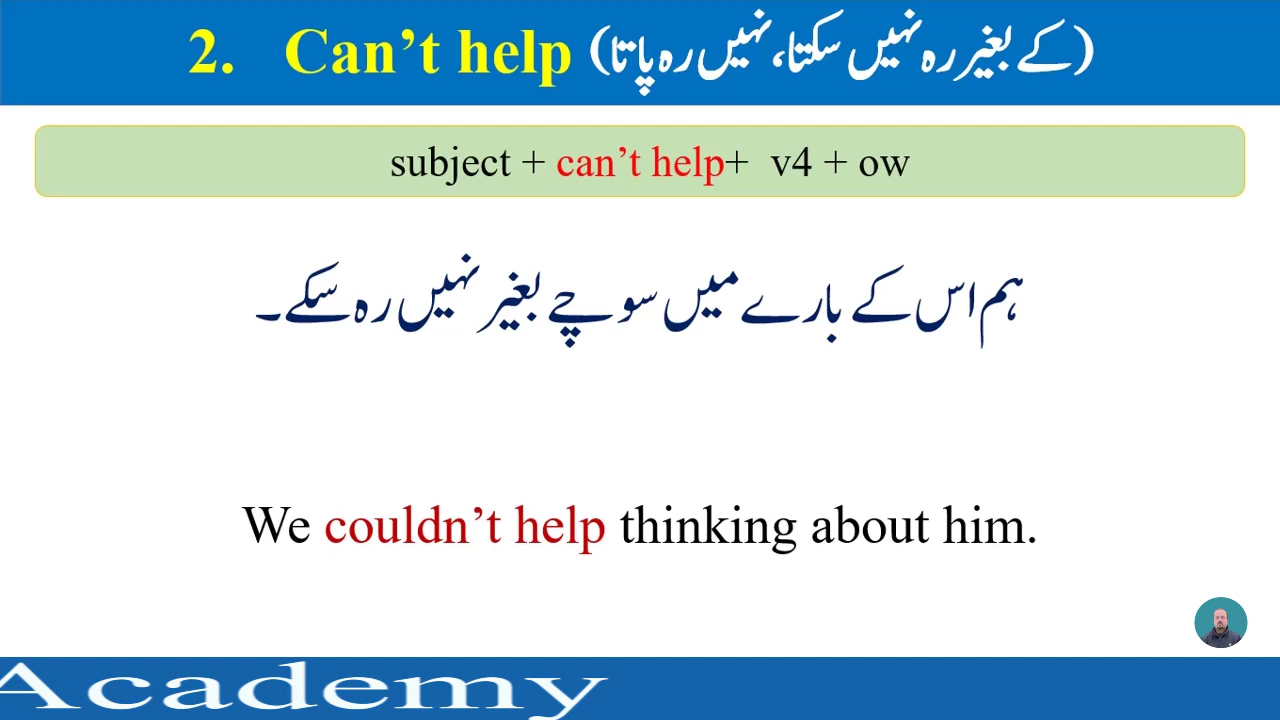 2. Can’t help (کے بغیر رہ نہیں سکتا، نہیں رہ پاتا)
subject + can’t help+ v4 + ow
ہم اس کے بارے میں سوچے بغیر نہیں رہ سکے۔
We couldn’t help thinking about him.
Academy